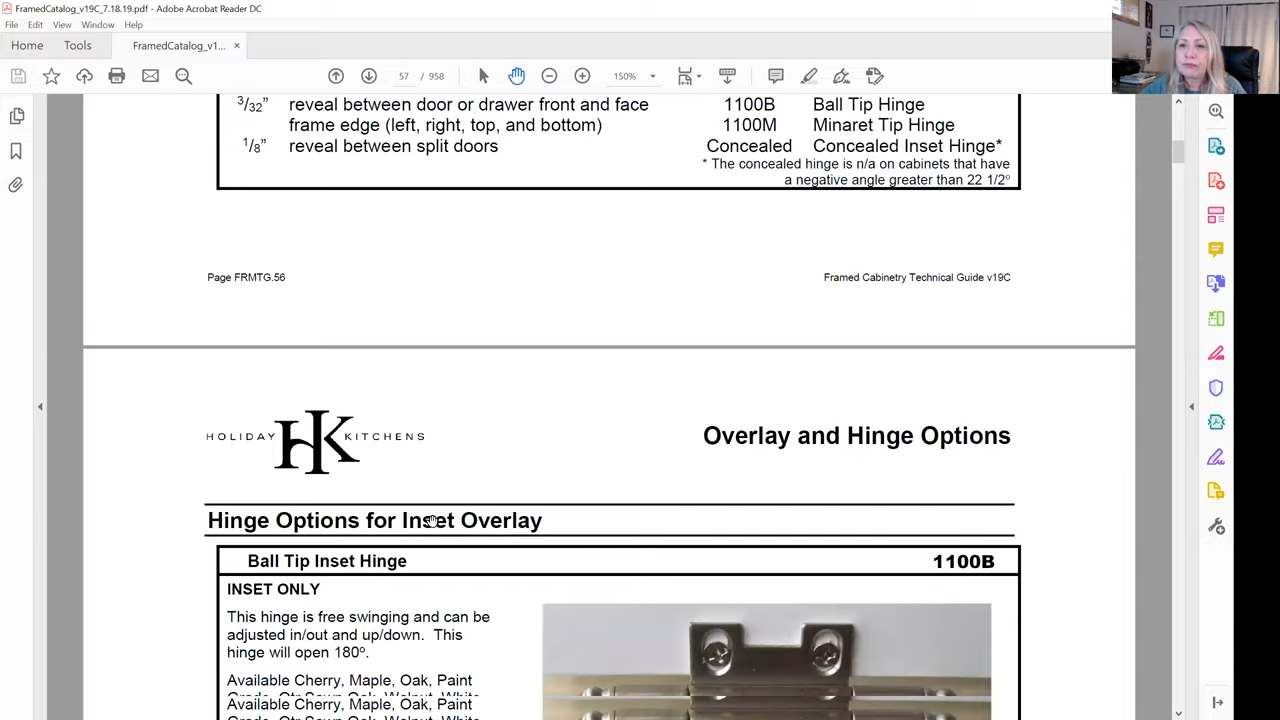 FramedCatalog_v19C_7.18.19.pdf - Adobe Acrobat Reader DC
File Edit View Window Help
Home Tools FramedCatalog_v1... ×
57 / 958 150%
3/32" reveal between door or drawer front and face
frame edge (left, right, top, and bottom)
1/8" reveal between split doors
1100B Ball Tip Hinge
1100M Minaret Tip Hinge
Concealed Concealed Inset Hinge*
* The concealed hinge is n/a on cabinets that have
a negative angle greater than 22 1/2º
Page FRMTG.56 Framed Cabinetry Technical Guide v19C
HOLIDAY HK KITCHENS
Overlay and Hinge Options
Hinge Options for Inset Overlay
Ball Tip Inset Hinge 1100B
INSET ONLY
This hinge is free swinging and can be
adjusted in/out and up/down. This
hinge will open 180º.
Available Cherry, Maple, Oak, Paint
Available Cherry, Maple, Oak, Paint